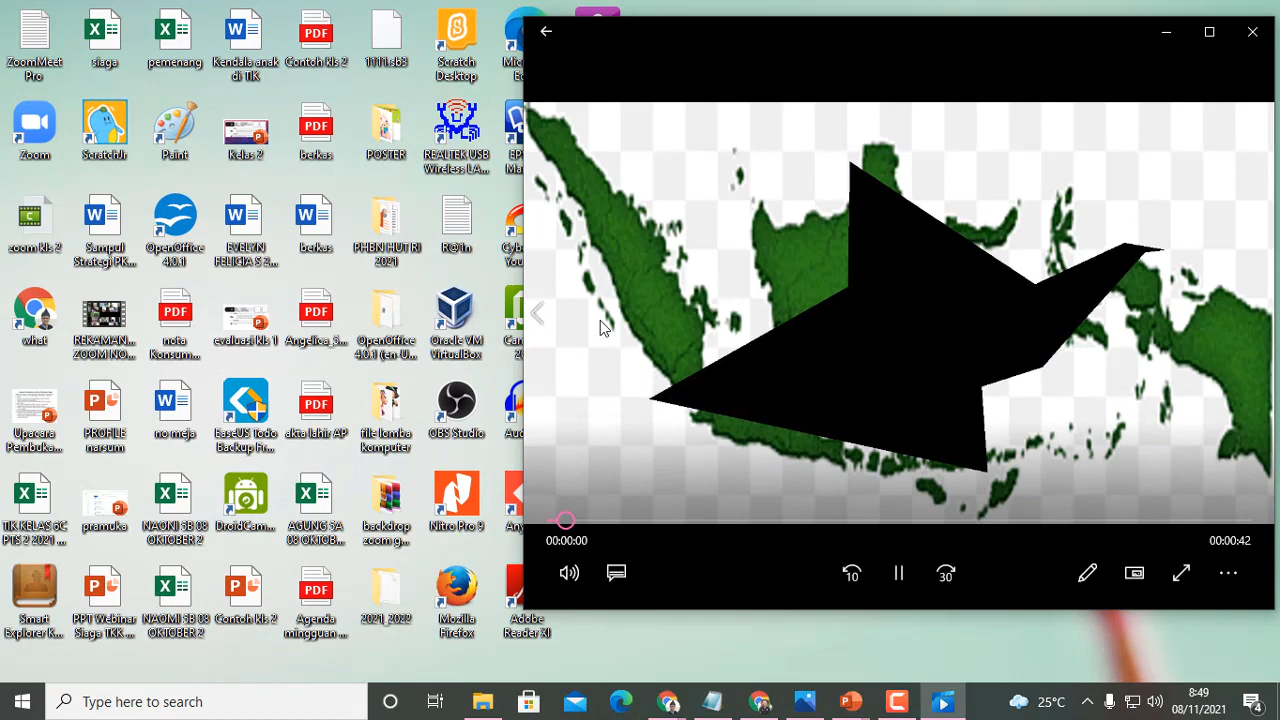 ZoomMeet
Pro
siaga
pemenang
Kendala anak
di TIK
Contoh kls 2
1111.sb3
Scratch
Desktop
Zoom
ScratchJr
Paint
Kelas 2
berkas
POSTER
REALTEK USB
Wireless LA...
zoom kls 2
Sampul
Strategi PK...
OpenOffice
4.0.1
EVELYN
FELICIA S 2...
berkas
PHBN HUT RI
2021
R@1n
what
REKAMAN
ZOOM NO...
nota
Konsum...
evaluasi kls 1
Angelica_S...
OpenOffice
4.0.1 (en-U...
Oracle VM
VirtualBox
Upacara
Pembuka...
PROFILE
narsum
no meja
EaseUS Todo
Backup Fr...
akta lahir AP
file lomba
komputer
OBS Studio
TIK KELAS 6C
PTS 2 2021 ...
pramuka
NAONI 5B 08
OKTOBER 2
DroidCam...
AGUNG 5A
08 OKTOB...
backdrop
zoom g...
Nitro Pro 9
Smart
Explorer K...
PPT Webinar
Siaga TKK ...
NAOMI 5B 08
OKTOBER 2
Contoh kls 2
Agenda
mingguan ...
2021_2022
Mozilla
Firefox
Adobe
Reader XI
00:00:00
00:00:42
10
30
Type here to search
25°C
8:49
08/11/2021
4